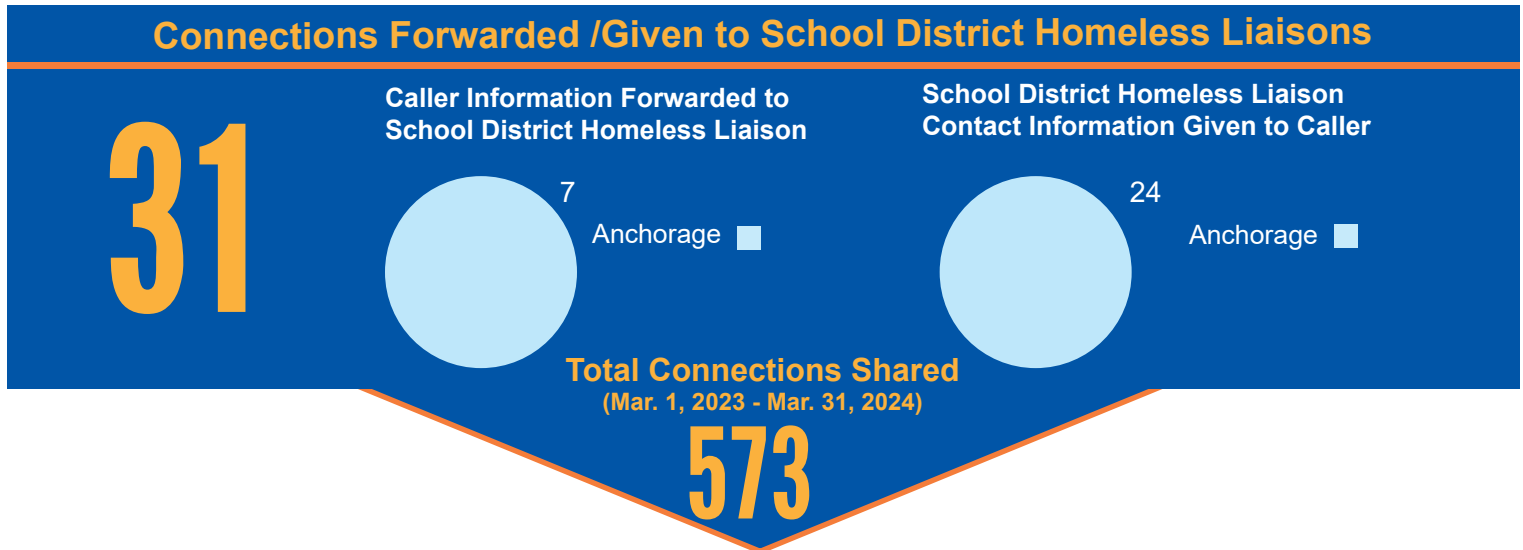 Connections Forwarded /Given to School District Homeless Liaisons
31
Caller Information Forwarded to
School District Homeless Liaison
7
Anchorage
School District Homeless Liaison
Contact Information Given to Caller
24
Anchorage
Total Connections Shared
(Mar. 1, 2023 - Mar. 31, 2024)
573